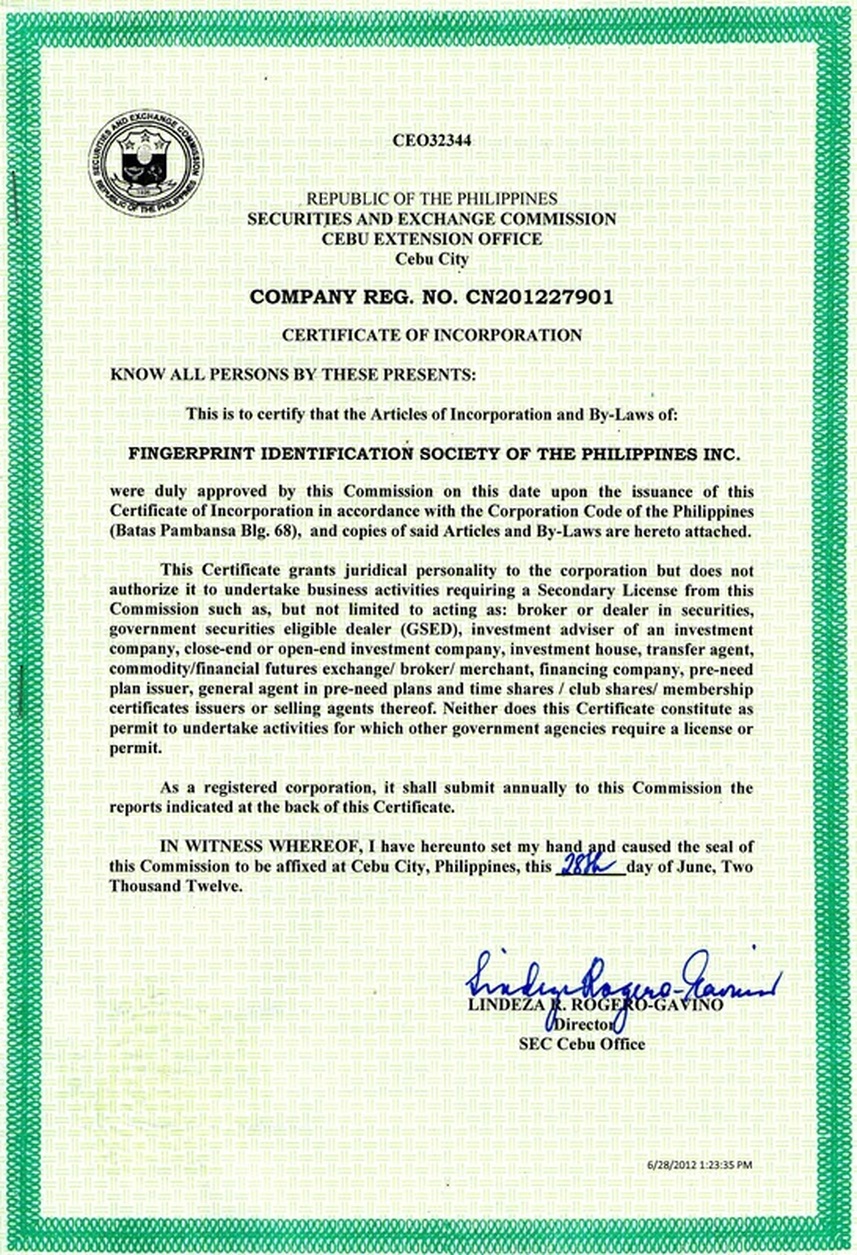 SECURITIES AND EXCHANGE COMMISSION
REPUBLIC OF THE PHILIPPINES
CEO32344
REPUBLIC OF THE PHILIPPINES
SECURITIES AND EXCHANGE COMMISSION
CEBU EXTENSION OFFICE
Cebu City
COMPANY REG. NO. CN201227901
CERTIFICATE OF INCORPORATION
KNOW ALL PERSONS BY THESE PRESENTS:
This is to certify that the Articles of Incorporation and By-Laws of:
FINGERPRINT IDENTIFICATION SOCIETY OF THE PHILIPPINES INC.
were duly approved by this Commission on this date upon the issuance of this
Certificate of Incorporation in accordance with the Corporation Code of the Philippines
(Batas Pambansa Blg. 68), and copies of said Articles and By-Laws are hereto attached.
This Certificate grants juridical personality to the corporation but does not
authorize it to undertake business activities requiring a Secondary License from this
Commission such as, but not limited to acting as: broker or dealer in securities,
government securities eligible dealer (GSED), investment adviser of an investment
company, close-end or open-end investment company, investment house, transfer agent,
commodity/financial futures exchange/ broker/ merchant, financing company, pre-need
plan issuer, general agent in pre-need plans and time shares / club shares/ membership
certificates issuers or selling agents thereof. Neither does this Certificate constitute as
permit to undertake activities for which other government agencies require a license or
permit.
As a registered corporation, it shall submit annually to this Commission the
reports indicated at the back of this Certificate.
IN WITNESS WHEREOF, I have hereunto set my hand and caused the seal of
this Commission to be affixed at Cebu City, Philippines, this 28th day of June, Two
Thousand Twelve.
Lindeza Rogero-Gavino
LINDEZA R. ROGERO-GAVINO
Director
SEC Cebu Office
6/28/2012 1:23:35 PM